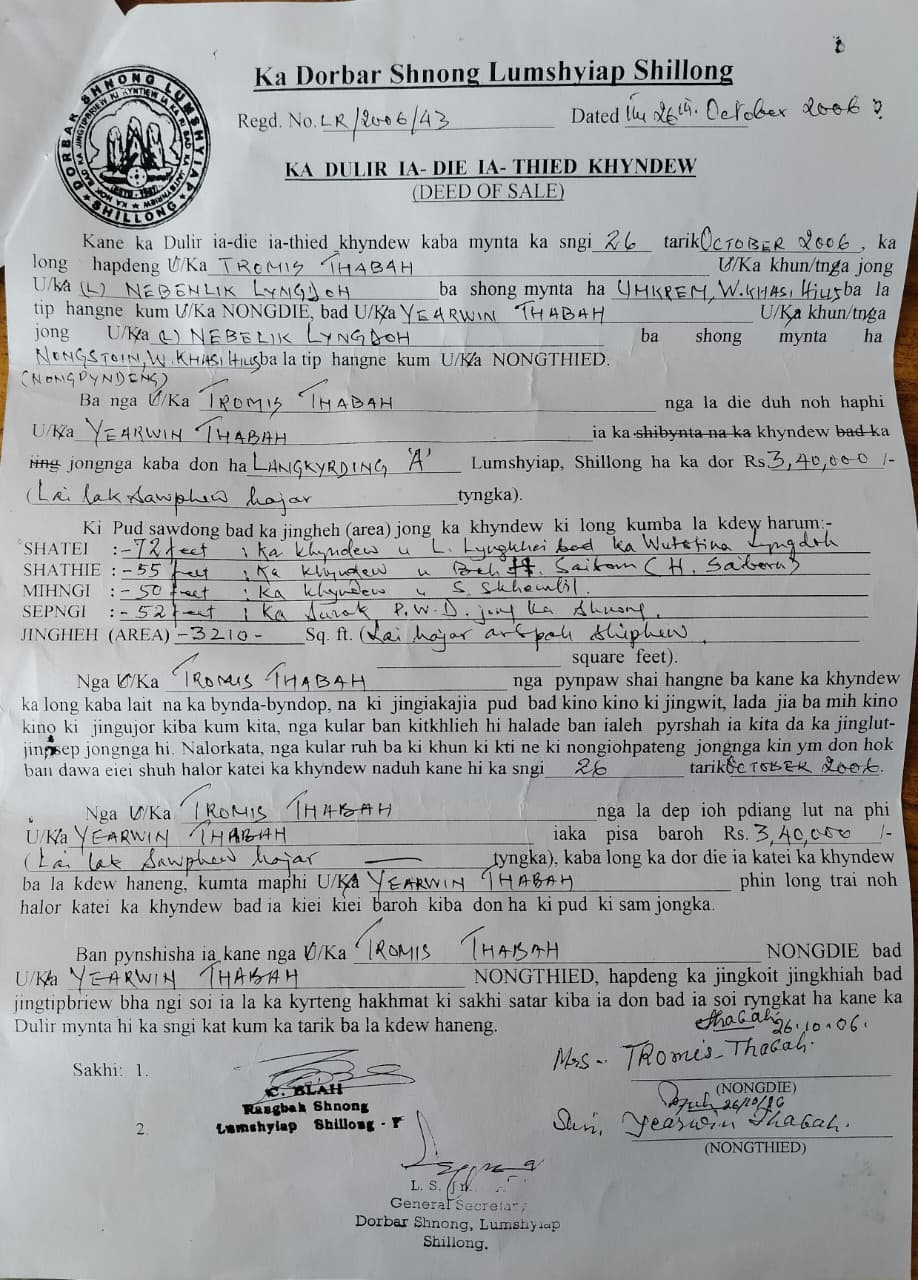 Ka Dorbar Shnong Lumshyiap Shillong
DORBAR SHNONG LUMSHYIAP
SHILLONG
Regd. No. LR/2006/43 Dated the 26th. October 2006
KA DULIR IA-DIE IA-THIED KHYNDEW
(DEED OF SALE)
Kane ka Dulir ia-die ia-thied khyndew kaba mynta ka sngi 26 tarik OCTOBER 2006, ka
long hapdeng U/Ka TROMIS THABAH U/Ka khun/tnga jong
U/ka (L) NEBENLIK LYNGDOH ba shong mynta ha UMKREM, W. KHASI HILLS ba la
tip hangne kum U/Ka NONGDIE, bad U/Ka YEARWIN THABAH U/Ka khun/tnga
jong U/Ka (L) NEBELIK LYNGDOH ba shong mynta ha
NONGSTOIN, W. KHASI HILLS ba la tip hangne kum U/Ka NONGTHIED.
(NONGPYNDENG)
Ba nga U/Ka TROMIS THABAH nga la die duh noh haphi
U/Ka YEARWIN THABAH ia ka shibynta na ka khyndew bad ka
iing jongnga kaba don ha LANGKYRDING 'A' Lumshyiap, Shillong ha ka dor Rs 3,40,000 /-
(Lai lak Sawphew hajar tyngka).
Ki Pud sawdong bad ka jingheh (area) jong ka khyndew ki long kumba la kdew harum:-
SHATEI :- 72 feet : Ka khyndew u L. Lyngkhoi bad ka Lyngdoh
SHATHIE :- 55 feet : Ka khyndew u Saibon (H. Saibon)
MIHNGI :- 50 feet : Ka khyndew u S. Skhemlil.
SEPNGI :- 52 feet : Ka Surok P.W.D. jong ka Shnong.
JINGHEH (AREA) -3210- Sq. ft. (Lai hajar arspah shiphew
square feet).
Nga U/Ka TROMIS THABAH nga pynpaw shai hangne ba kane ka khyndew
ka long kaba lait na ka bynda-byndop, na ki jingiakajia pud bad kino kino ki jingwit, lada jia ba mih kino
kino ki jingujor kiba kum kita, nga kular ban kitkhlieh hi halade ban ialeh pyrshah ia kita da ka jinglut-
jingsep jongnga hi. Nalorkata, nga kular ruh ba ki khun ki kti ne ki nongiohpateng jongnga kin ym don hok
ban dawa eiei shuh halor katei ka khyndew naduh kane hi ka sngi 26 tarik OCTOBER 2006.
Nga U/Ka TROMIS THABAH nga la dep ioh pdiang lut na phi
U/Ka YEARWIN THABAH iaka pisa baroh Rs. 3,40,000 /-
(Lai lak Sawphew hajar tyngka), kaba long ka dor die ia katei ka khyndew
ba la kdew haneng, kumta maphi U/Ka YEARWIN THABAH phin long trai noh
halor katei ka khyndew bad ia kiei kiei baroh kiba don ha ki pud ki sam jongka.
Ban pynshisha ia kane nga U/Ka TROMIS THABAH NONGDIE bad
U/Ka YEARWIN THABAH NONGTHIED, hapdeng ka jingkoit jingkhiah bad
jingtipbriew bha ngi soi ia la ka kyrteng hakhmat ki sakhi satar kiba ia don bad ia soi ryngkat ha kane ka
Dulir mynta hi ka sngi kat kum ka tarik ba la kdew haneng.
Thabah 26.10.06.
Sakhi: 1.
Mrs- TRomis-Thabah.
(NONGDIE)
C. BLAH
Rangbah Shnong
Lumshyiap Shillong -
26/10/06
2.
Shri, Yearwin Thabah.
(NONGTHIED)
L. S.
General Secretary
Dorbar Shnong, Lumshyiap
Shillong.